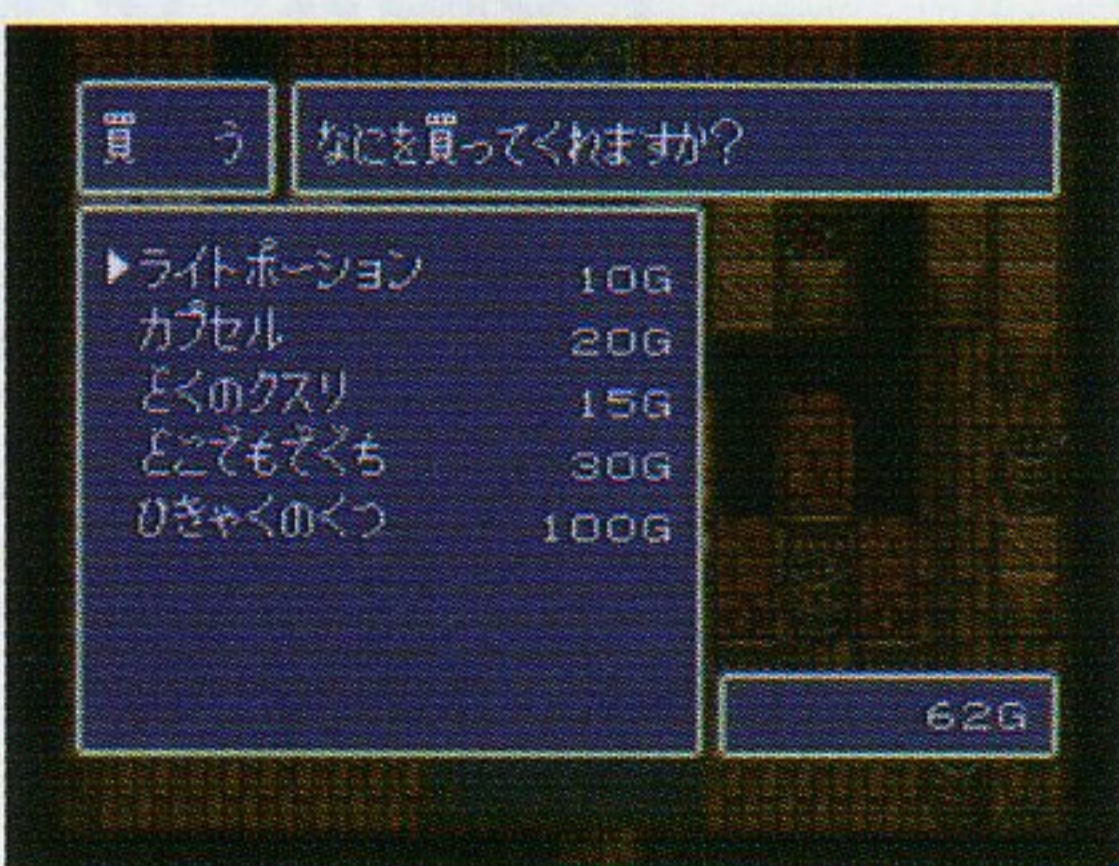 買 う
なにを買ってくれますか?
▶ライトポーション 10G
カプセル 20G
どくのクスリ 15G
どこでもでぐち 30G
ひきゃくのくつ 100G
62G